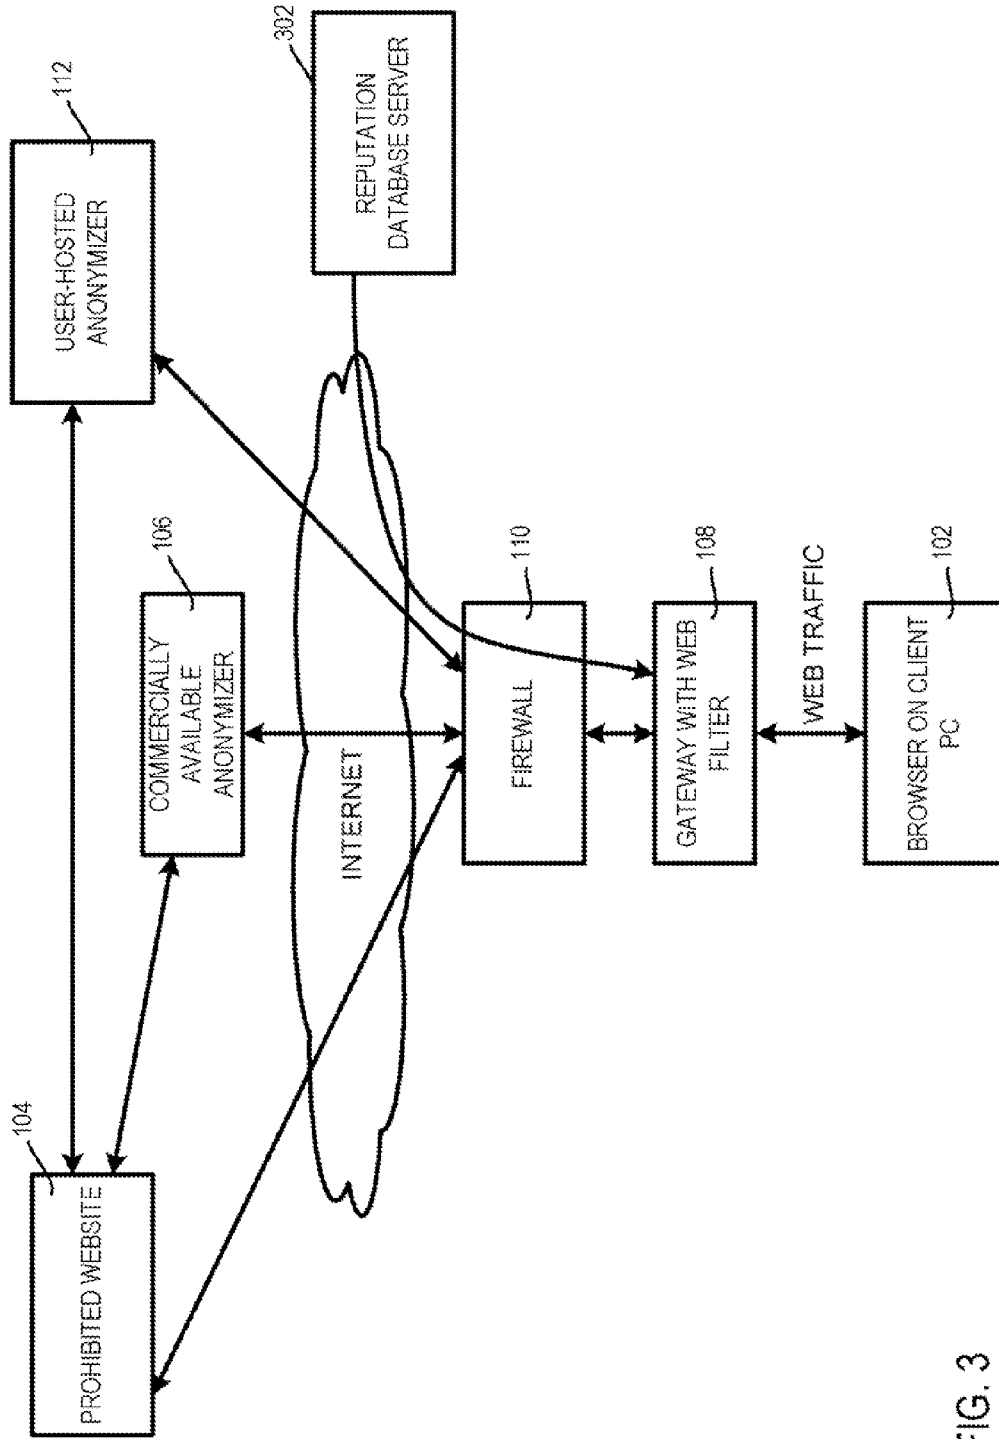 104
PROHIBITED WEBSITE
112
USER-HOSTED
ANONYMIZER
106
COMMERCIALLY
AVAILABLE
ANONYMIZER
302
REPUTATION
DATABASE SERVER
INTERNET
110
FIREWALL
108
GATEWAY WITH WEB
FILTER
WEB TRAFFIC
102
BROWSER ON CLIENT
PC
FIG. 3